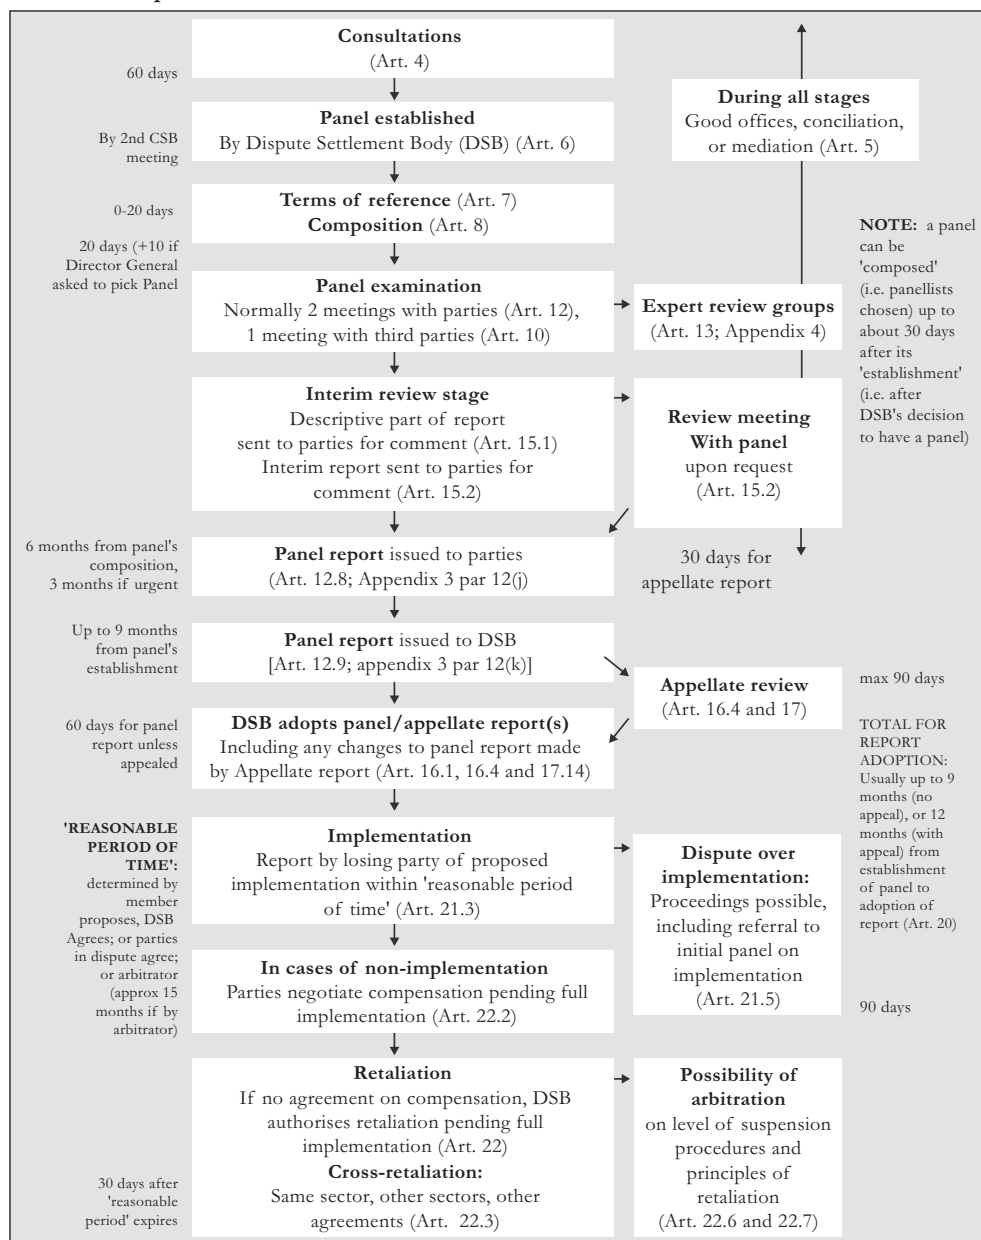 Consultations
(Art. 4)
60 days
During all stages
Good offices, conciliation,
or mediation (Art. 5)
Panel established
By Dispute Settlement Body (DSB) (Art. 6)
By 2nd CSB
meeting
Terms of reference (Art. 7)
Composition (Art. 8)
0-20 days
20 days (+10 if
Director General
asked to pick Panel
NOTE: a panel
can be
'composed'
(i.e. panellists
chosen) up to
about 30 days
after its
'establishment'
(i.e. after
DSB's decision
to have a panel)
Panel examination
Normally 2 meetings with parties (Art. 12),
1 meeting with third parties (Art. 10)
Expert review groups
(Art. 13; Appendix 4)
Interim review stage
Descriptive part of report
sent to parties for comment (Art. 15.1)
Interim report sent to parties for
comment (Art. 15.2)
Review meeting
With panel
upon request
(Art. 15.2)
6 months from panel's
composition,
3 months if urgent
Panel report issued to parties
(Art. 12.8; Appendix 3 par 12(j)
30 days for
appellate report
Up to 9 months
from panel's
establishment
Panel report issued to DSB
[Art. 12.9; appendix 3 par 12(k)]
Appellate review
(Art. 16.4 and 17)
max 90 days
60 days for panel
report unless
appealed
DSB adopts panel/appellate report(s)
Including any changes to panel report made
by Appellate report (Art. 16.1, 16.4 and 17.14)
TOTAL FOR
REPORT
ADOPTION:
Usually up to 9
months (no
appeal), or 12
months (with
appeal) from
establishment
of panel to
adoption of
report (Art. 20)
'REASONABLE
PERIOD OF
TIME':
determined by
member
proposes, DSB
Agrees; or parties
in dispute agree;
or arbitrator
(approx 15
months if by
arbitrator)
Implementation
Report by losing party of proposed
implementation within 'reasonable period
of time' (Art. 21.3)
Dispute over
implementation:
Proceedings possible,
including referral to
initial panel on
implementation
(Art. 21.5)
In cases of non-implementation
Parties negotiate compensation pending full
implementation (Art. 22.2)
90 days
Retaliation
If no agreement on compensation, DSB
authorises retaliation pending full
implementation (Art. 22)
Cross-retaliation:
Same sector, other sectors, other
agreements (Art. 22.3)
Possibility of
arbitration
on level of suspension
procedures and
principles of
retaliation
(Art. 22.6 and 22.7)
30 days after
'reasonable
period' expires